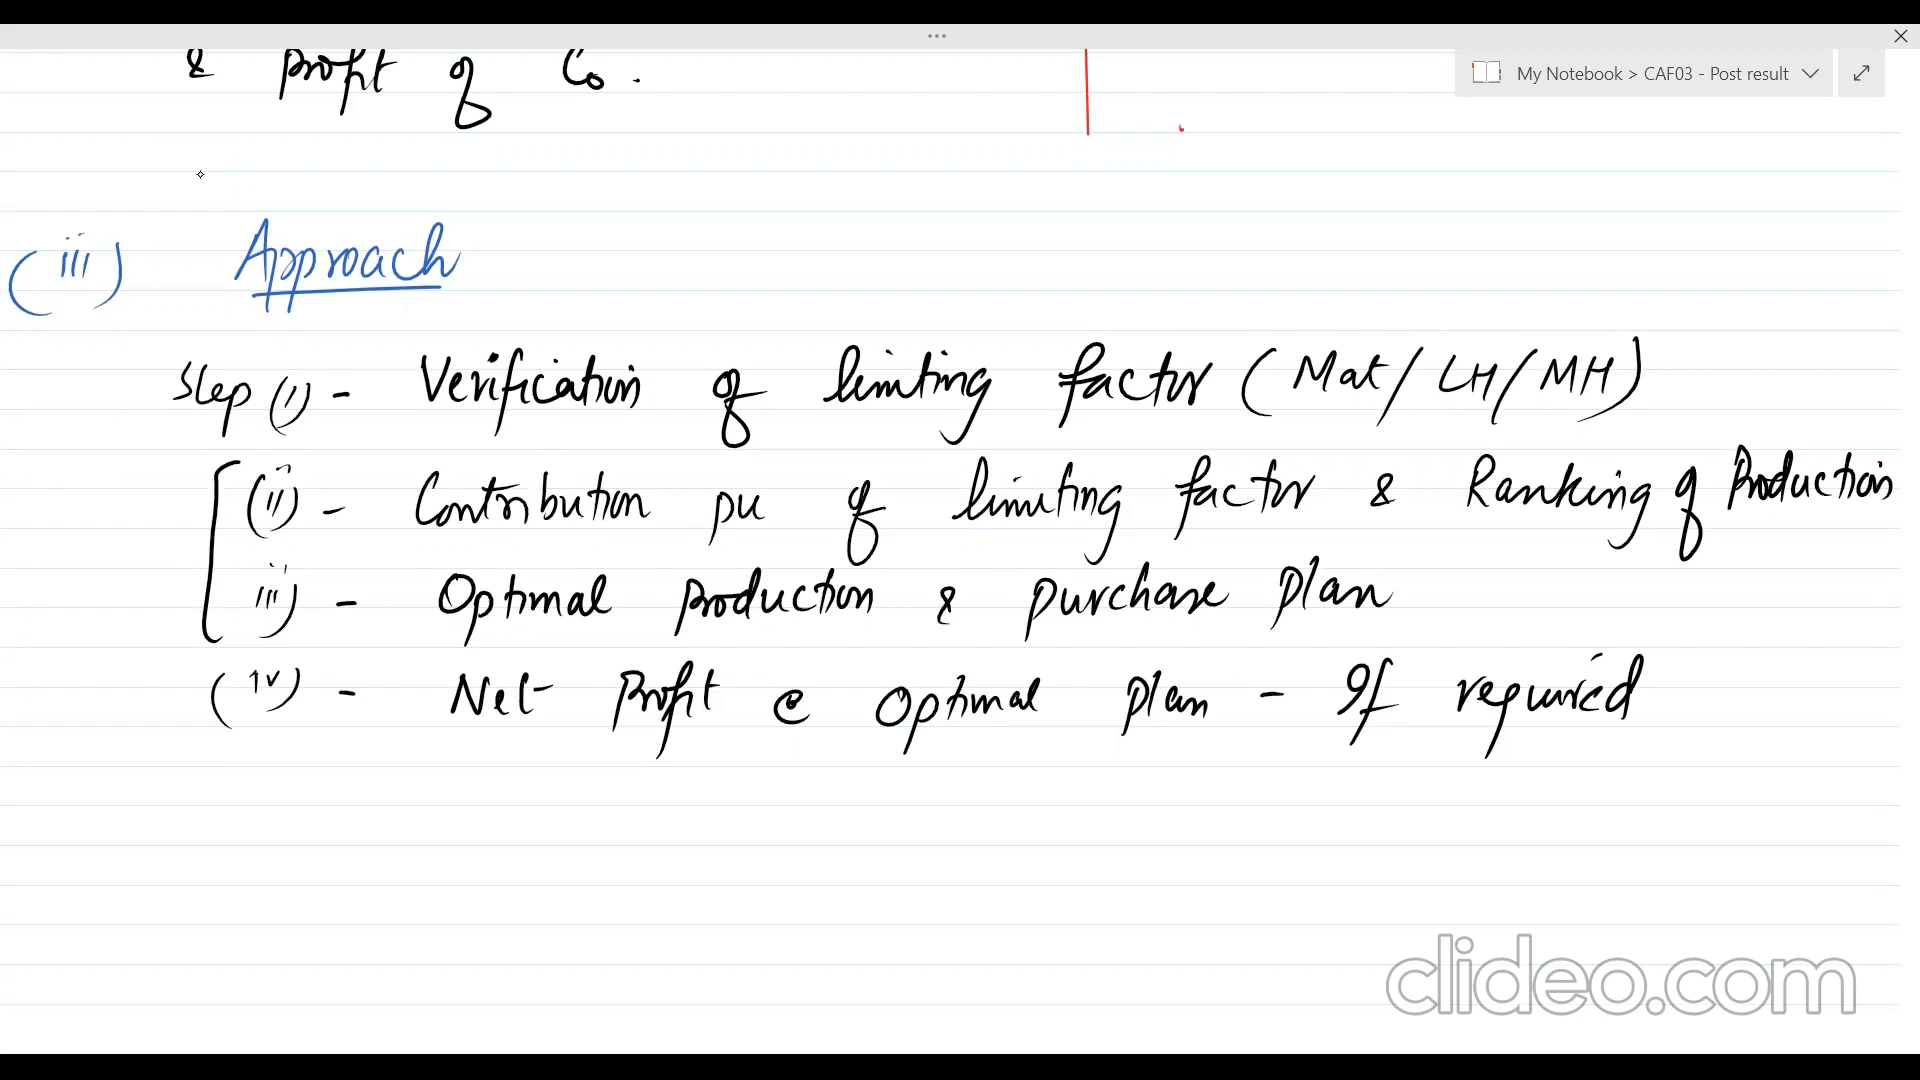 ...
& Profit of Co.
My Notebook > CAF03 - Post result
(iii) Approach
Step (i) - Verification of limiting factor (Mat/LH/MH)
(ii) - Contribution pu of limiting factor & Ranking of Production
iii) - Optimal production & purchase plan
(iv) - Net Profit @ optimal plan - If required
clideo.com